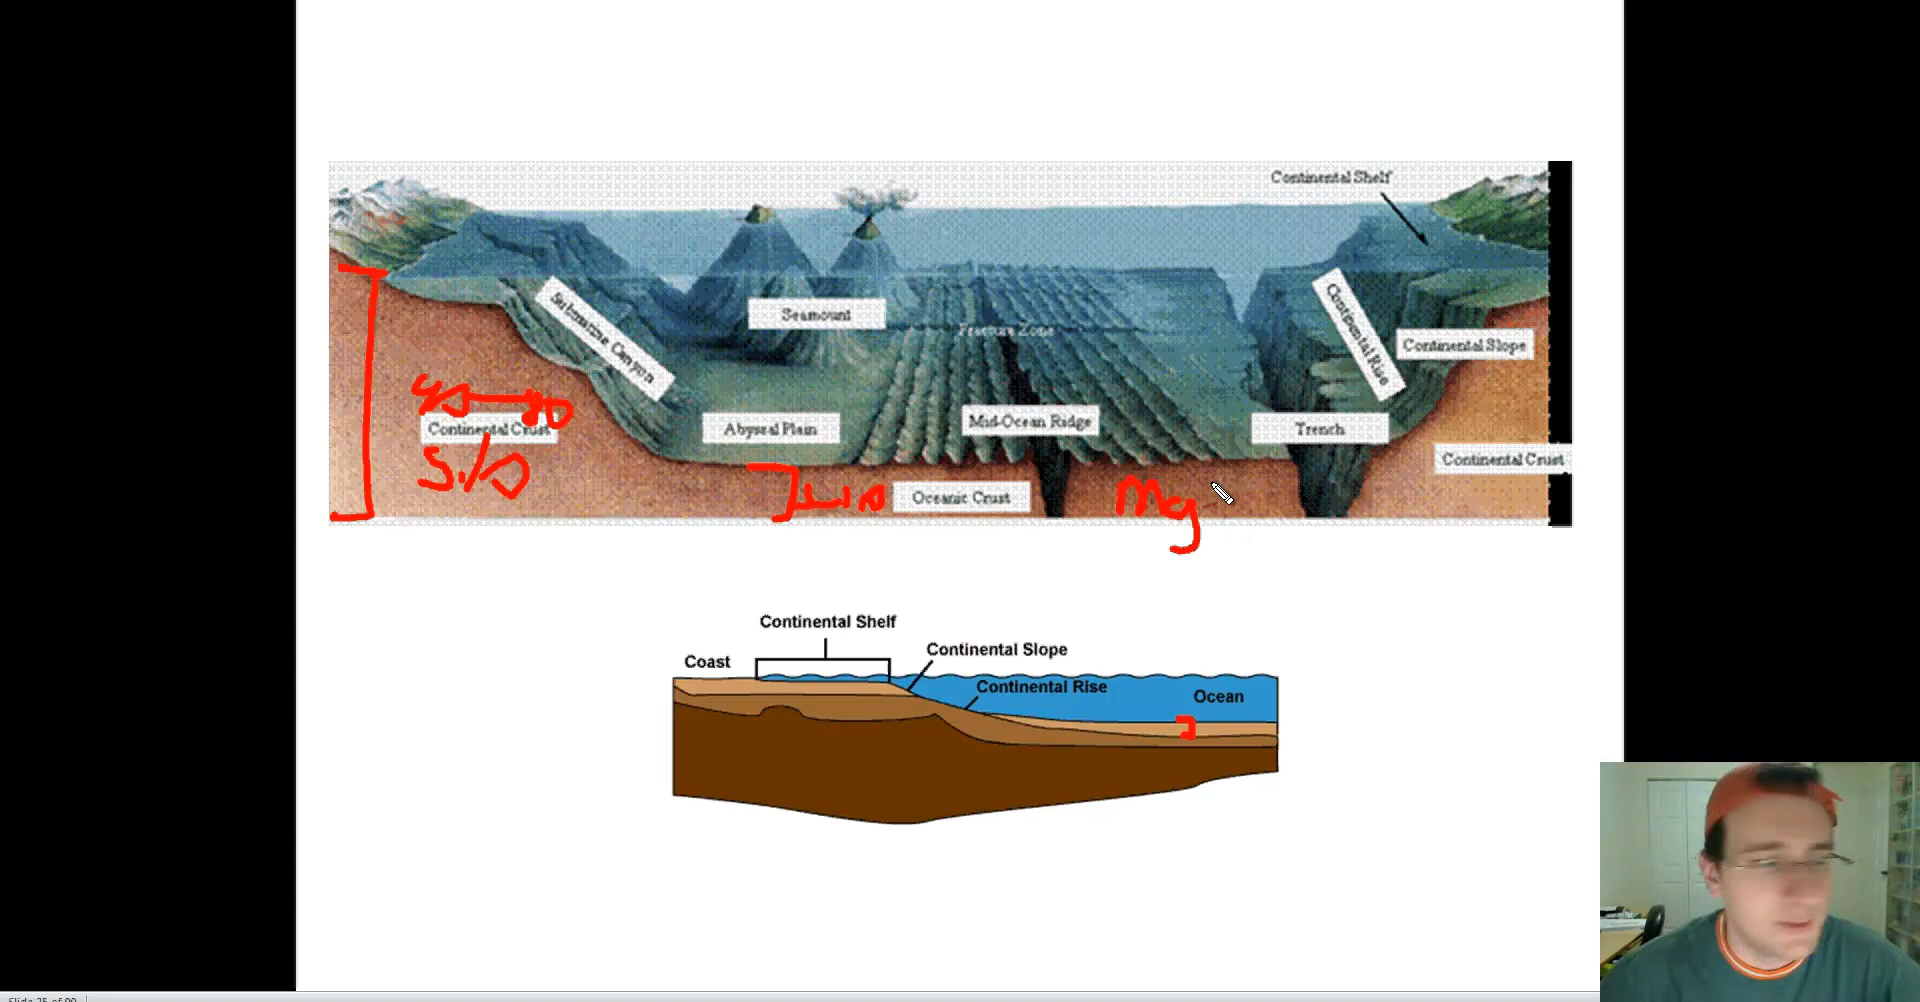 Continental Shelf
Submarine Canyon
Seamount
Fracture Zone
Continental Rise
Continental Slope
Continental Crust
Abyssal Plain
Mid-Ocean Ridge
Trench
Continental Crust
Oceanic Crust
Mg
Continental Shelf
Continental Slope
Coast
Continental Rise
Ocean